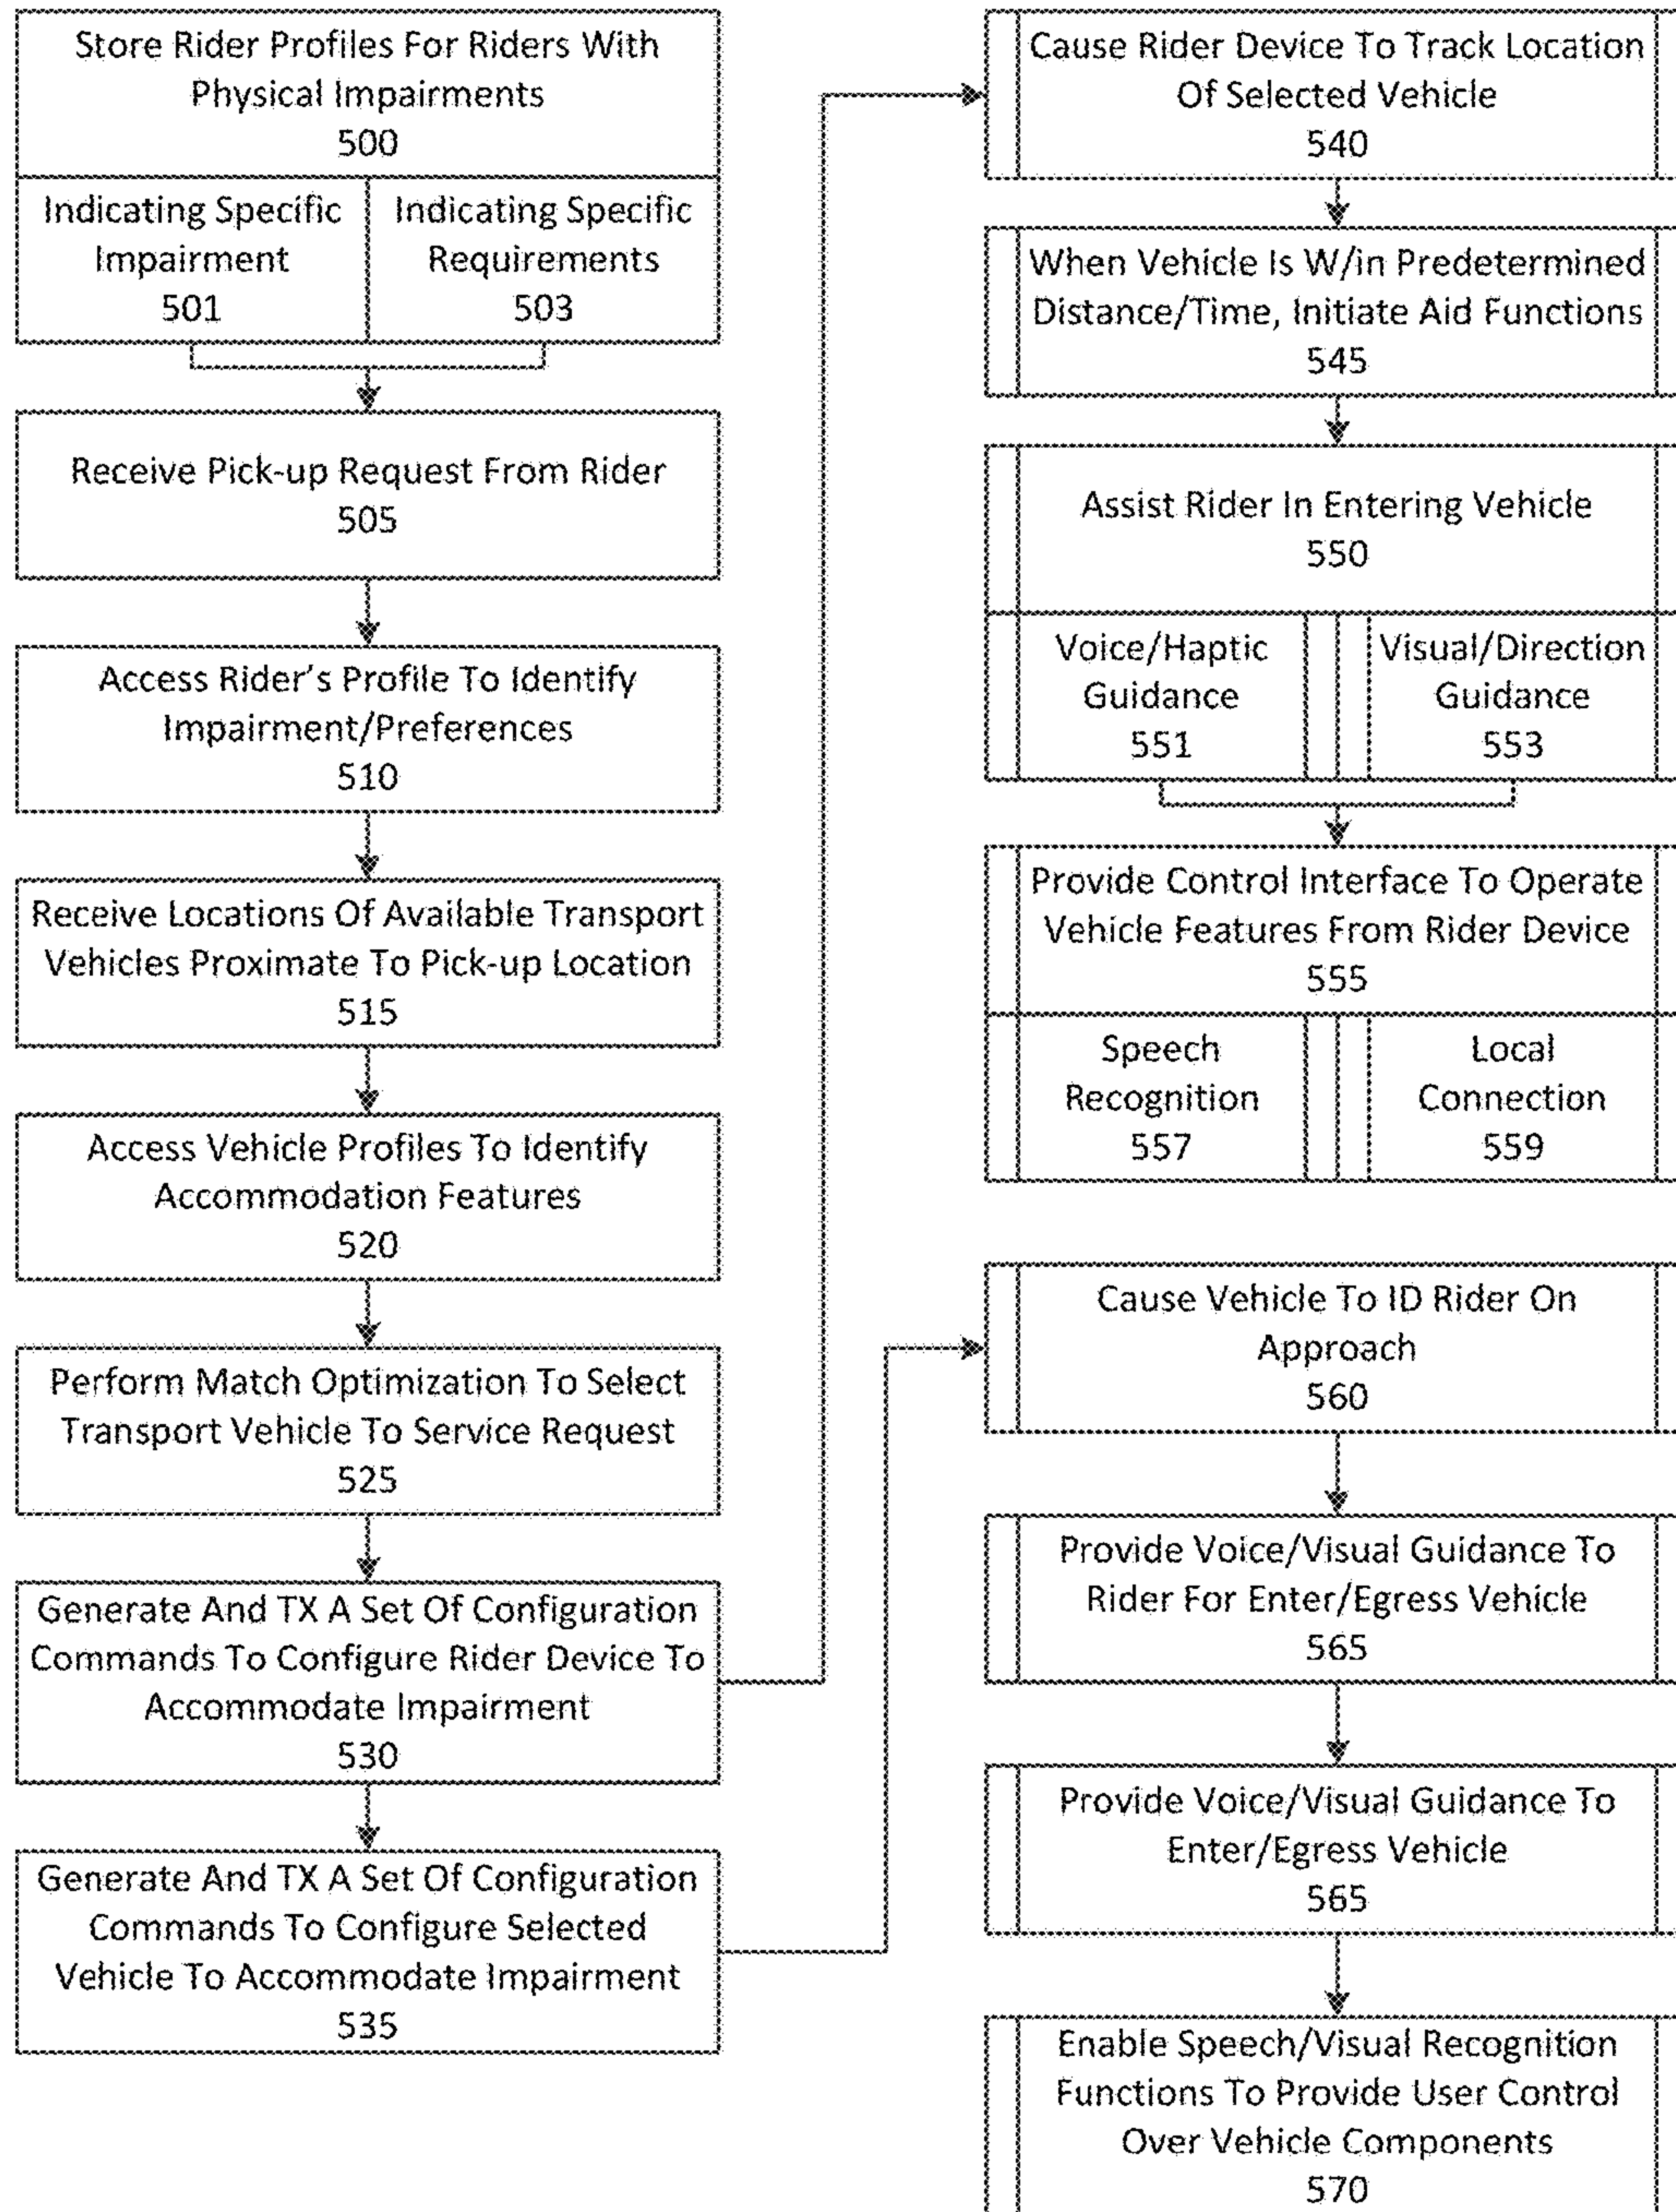 Store Rider Profiles For Riders With
Physical Impairments
500
Indicating Specific
Impairment
501
Indicating Specific
Requirements
503
Receive Pick-up Request From Rider
505
Access Rider's Profile To Identify
Impairment/Preferences
510
Receive Locations Of Available Transport
Vehicles Proximate To Pick-up Location
515
Access Vehicle Profiles To Identify
Accommodation Features
520
Perform Match Optimization To Select
Transport Vehicle To Service Request
525
Generate And TX A Set Of Configuration
Commands To Configure Rider Device To
Accommodate Impairment
530
Generate And TX A Set Of Configuration
Commands To Configure Selected
Vehicle To Accommodate Impairment
535
Cause Rider Device To Track Location
Of Selected Vehicle
540
When Vehicle Is W/in Predetermined
Distance/Time, Initiate Aid Functions
545
Assist Rider In Entering Vehicle
550
Voice/Haptic
Guidance
551
Visual/Direction
Guidance
553
Provide Control Interface To Operate
Vehicle Features From Rider Device
555
Speech
Recognition
557
Local
Connection
559
Cause Vehicle To ID Rider On
Approach
560
Provide Voice/Visual Guidance To
Rider For Enter/Egress Vehicle
565
Provide Voice/Visual Guidance To
Enter/Egress Vehicle
565
Enable Speech/Visual Recognition
Functions To Provide User Control
Over Vehicle Components
570